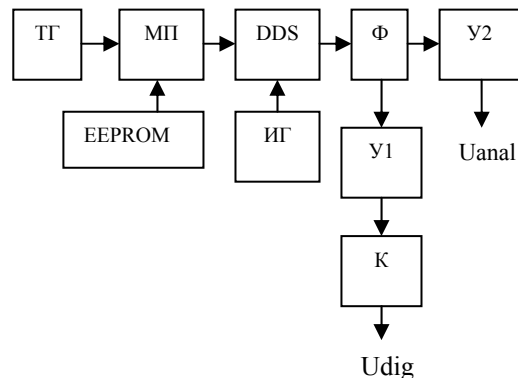 ТГ
МП
DDS
Ф
У2
EEPROM
ИГ
У1
Uanal
К
Udig